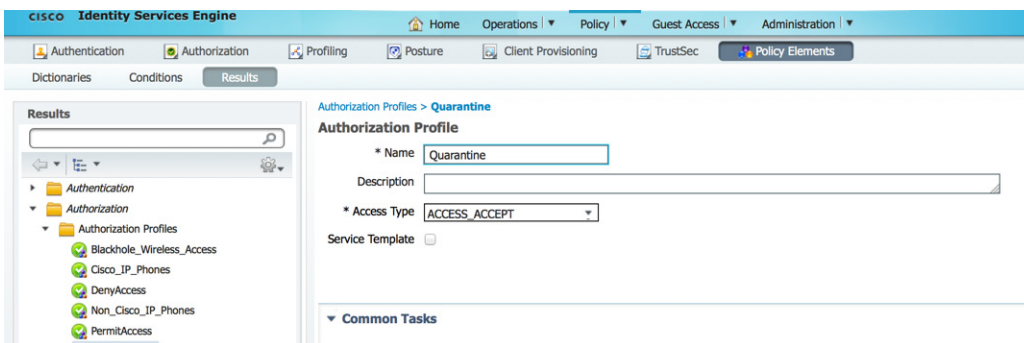 CISCO Identity Services Engine
Home Operations Policy Guest Access Administration
Authentication Authorization Profiling Posture Client Provisioning TrustSec Policy Elements
Dictionaries Conditions Results
Results
Authentication
Authorization
Authorization Profiles
Blackhole_Wireless_Access
Cisco_IP_Phones
DenyAccess
Non_Cisco_IP_Phones
PermitAccess
Authorization Profiles > Quarantine
Authorization Profile
* Name Quarantine
Description
* Access Type ACCESS_ACCEPT
Service Template
Common Tasks